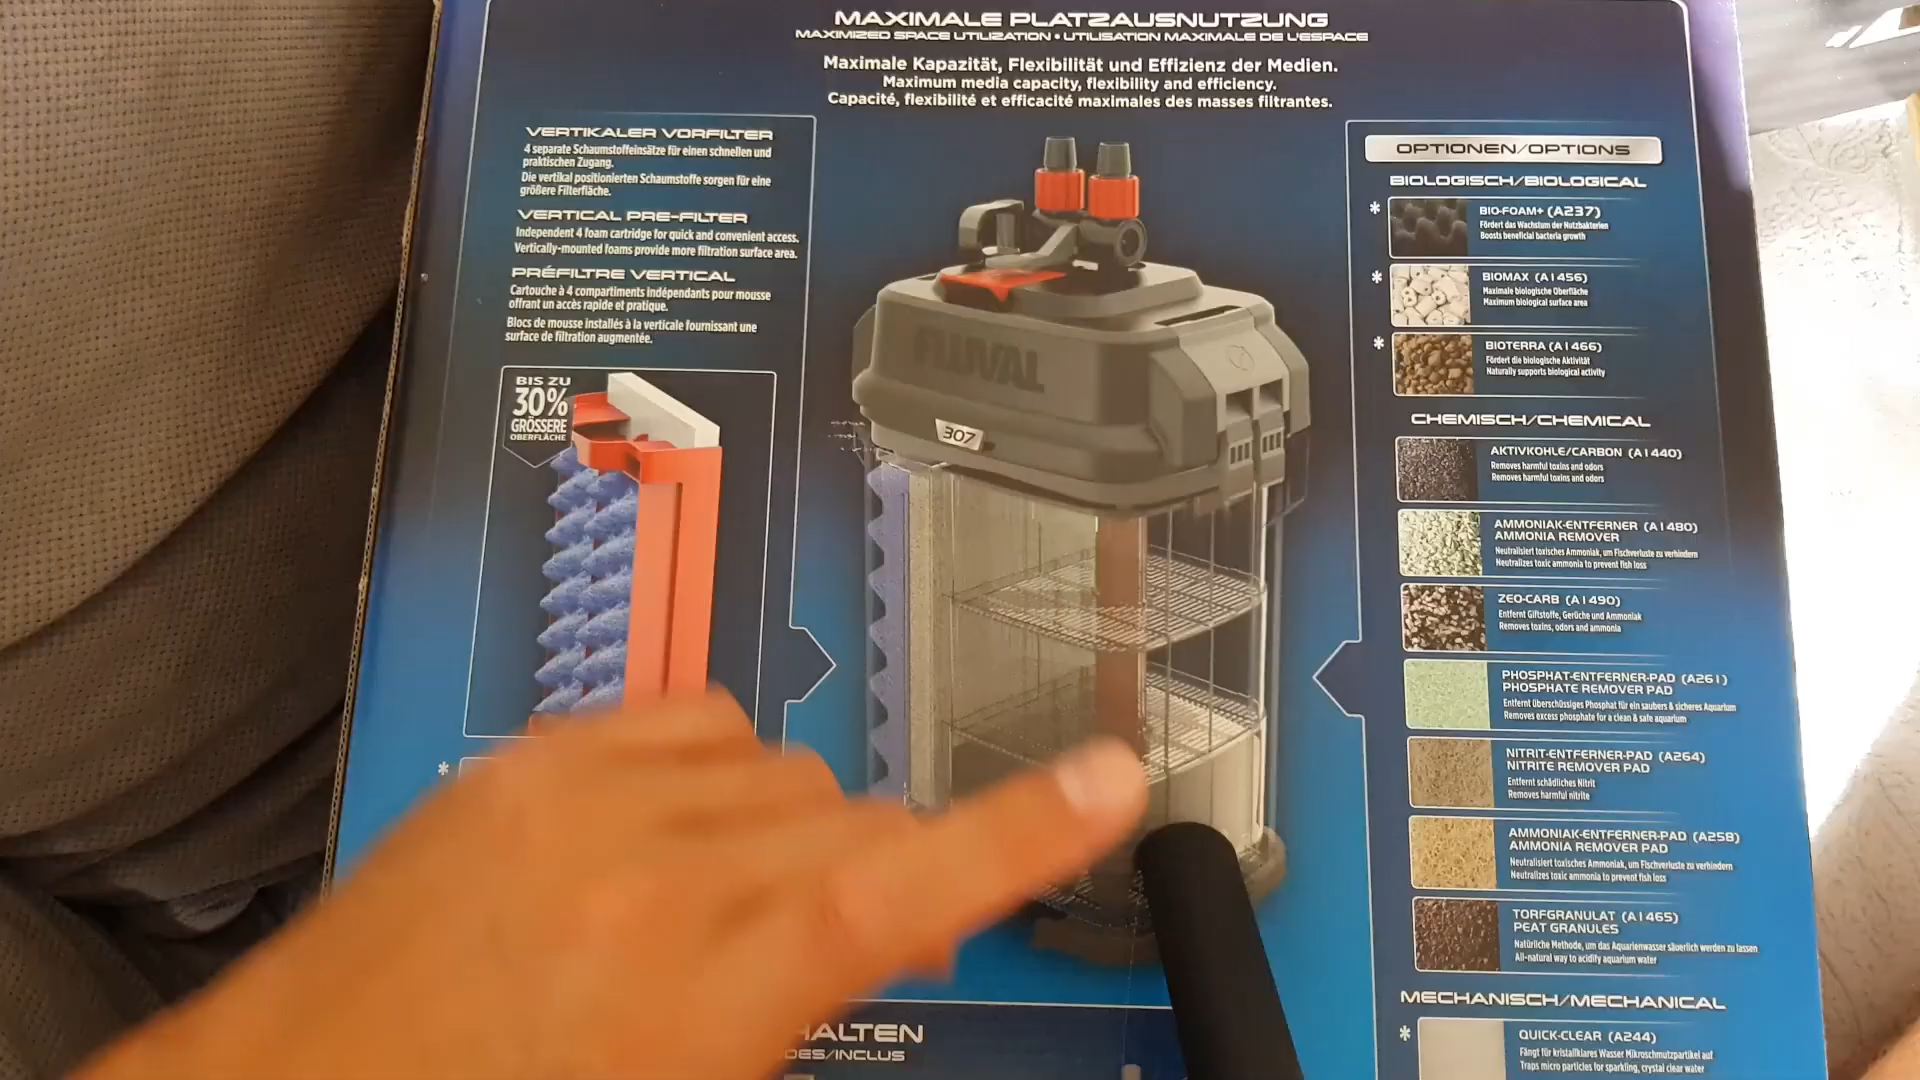 MAXIMALE PLATZAUSNUTZUNG
MAXIMIZED SPACE UTILIZATION • UTILISATION MAXIMALE DE L'ESPACE
Maximale Kapazität, Flexibilität und Effizienz der Medien.
Maximum media capacity, flexibility and efficiency.
Capacité, flexibilité et efficacité maximales des masses filtrantes.
VERTIKALER VORFILTER
4 separate Schaumstoffeinsätze für einen schnellen und
praktischen Zugang.
Die vertikal positionierten Schaumstoffe sorgen für eine
größere Filterfläche.
VERTICAL PRE-FILTER
Independent 4 foam cartridge for quick and convenient access.
Vertically-mounted foams provide more filtration surface area.
PRÉFILTRE VERTICAL
Cartouche à 4 compartiments indépendants pour mousse
offrant un accès rapide et pratique.
Blocs de mousse installés à la verticale fournissant une
surface de filtration augmentée.
BIS ZU
30%
GRÖSSERE
OBERFLÄCHE
*
FLUVAL
307
OPTIONEN/OPTIONS
BIOLOGISCH/BIOLOGICAL
* BIO-FOAM+ (A237)
Fördert das Wachstum der Nutzbakterien
Boosts beneficial bacteria growth
* BIOMAX (A1456)
Maximale biologische Oberfläche
Maximum biological surface area
* BIOTERRA (A1466)
Fördert die biologische Aktivität
Naturally supports biological activity
CHEMISCH/CHEMICAL
AKTIVKOHLE/CARBON (A1440)
Removes harmful toxins and odors
Removes harmful toxins and odors
AMMONIAK-ENTFERNER (A1480)
AMMONIA REMOVER
Neutralisiert toxisches Ammoniak, um Fischverluste zu verhindern
Neutralizes toxic ammonia to prevent fish loss
ZEO-CARB (A1490)
Entfernt Giftstoffe, Gerüche und Ammoniak
Removes toxins, odors and ammonia
PHOSPHAT-ENTFERNER-PAD (A261)
PHOSPHATE REMOVER PAD
Entfernt überschüssiges Phosphat für ein saubers & sicheres Aquarium
Removes excess phosphate for a clean & safe aquarium
NITRIT-ENTFERNER-PAD (A264)
NITRITE REMOVER PAD
Entfernt schädliches Nitrit
Removes harmful nitrite
AMMONIAK-ENTFERNER-PAD (A258)
AMMONIA REMOVER PAD
Neutralisiert toxisches Ammoniak, um Fischverluste zu verhindern
Neutralizes toxic ammonia to prevent fish loss
TORFGRANULAT (A1465)
PEAT GRANULES
Natürliche Methode, um das Aquarienwasser säuerlich werden zu lassen
All-natural way to acidify aquarium water
MECHANISCH/MECHANICAL
* QUICK-CLEAR (A244)
Fängt für kristallklares Wasser Mikroschmutzpartikel auf
Traps micro particles for sparkling, crystal clear water
HALTEN
DES/INCLUS